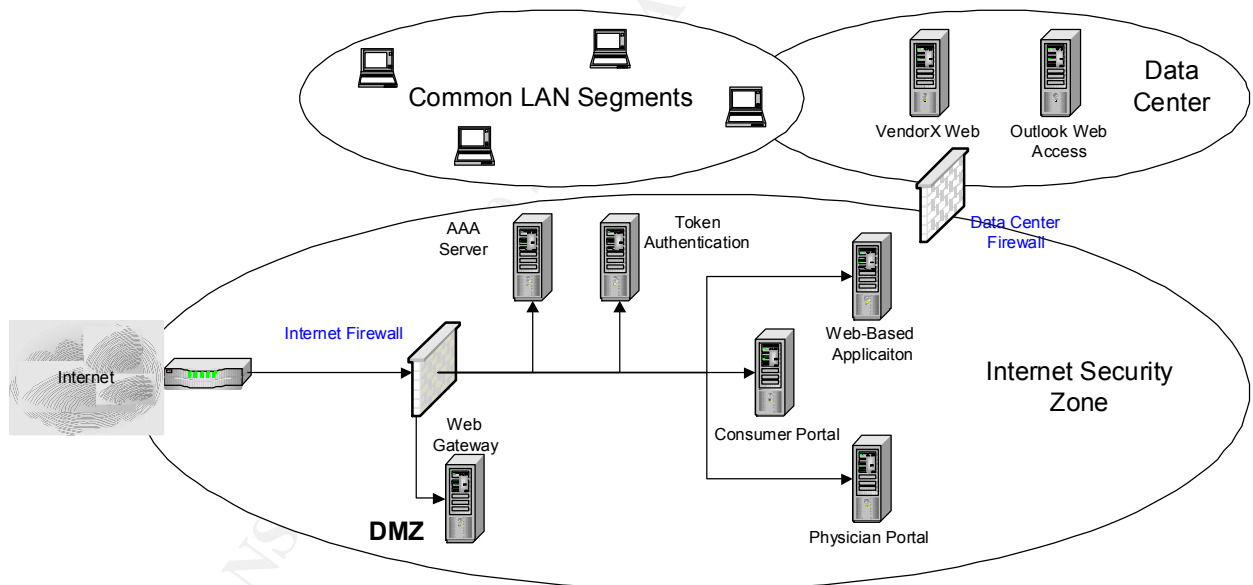 Common LAN Segments
Data
Center
VendorX Web
Outlook Web
Access
Data Center
Firewall
AAA
Server
Token
Authentication
Internet Firewall
Web-Based
Applicaiton
Internet
Internet Security
Zone
Web
Gateway
Consumer Portal
DMZ
Physician Portal